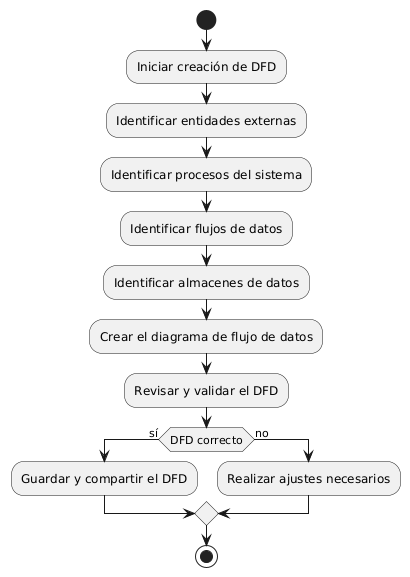 Iniciar creación de DFD
Identificar entidades externas
Identificar procesos del sistema
Identificar flujos de datos
Identificar almacenes de datos
Crear el diagrama de flujo de datos
Revisar y validar el DFD
sí
DFD correcto
no
Guardar y compartir el DFD
Realizar ajustes necesarios